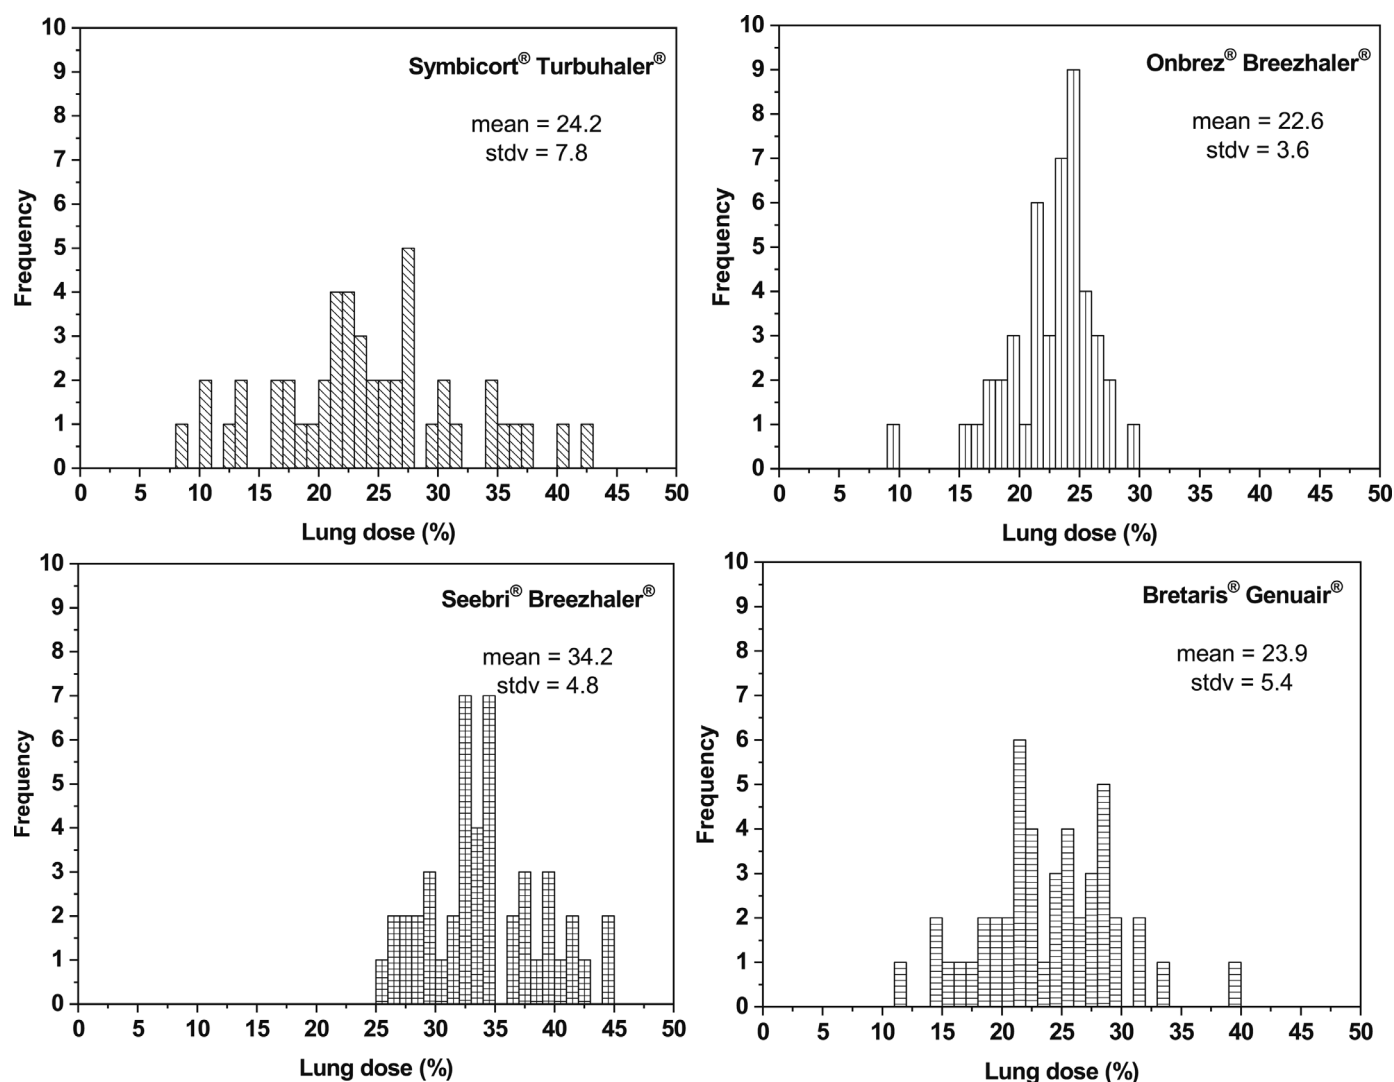 10
9
8
7
6
5
4
3
2
1
0
Frequency
Symbicort® Turbuhaler®
mean = 24.2
stdv = 7.8
0 5 10 15 20 25 30 35 40 45 50
Lung dose (%)
10
9
8
7
6
5
4
3
2
1
0
Frequency
Onbrez® Breezhaler®
mean = 22.6
stdv = 3.6
0 5 10 15 20 25 30 35 40 45 50
Lung dose (%)
10
9
8
7
6
5
4
3
2
1
0
Frequency
Seebri® Breezhaler®
mean = 34.2
stdv = 4.8
0 5 10 15 20 25 30 35 40 45 50
Lung dose (%)
10
9
8
7
6
5
4
3
2
1
0
Frequency
Bretaris® Genuair®
mean = 23.9
stdv = 5.4
0 5 10 15 20 25 30 35 40 45 50
Lung dose (%)